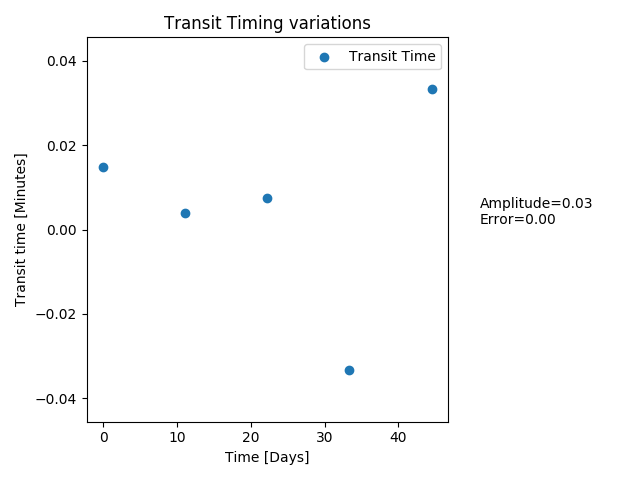 Transit Timing variations
Transit Time
0.04
0.02
0.00
−0.02
−0.04
Transit time [Minutes]
Amplitude=0.03
Error=0.00
0 10 20 30 40
Time [Days]